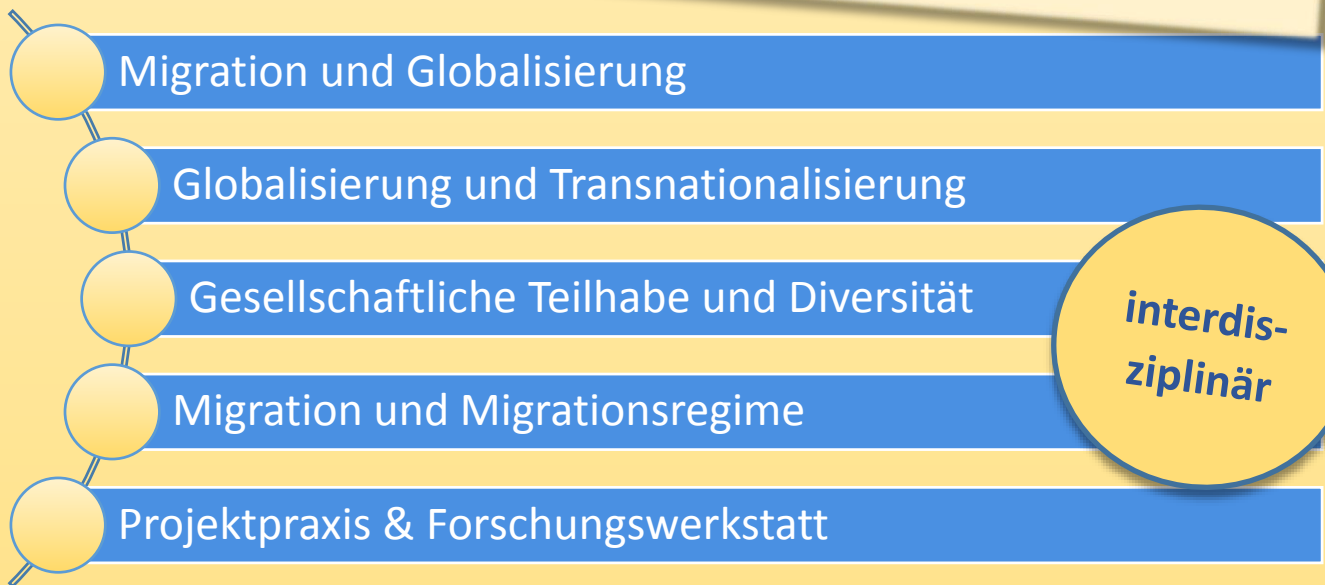 Migration und Globalisierung
Globalisierung und Transnationalisierung
Gesellschaftliche Teilhabe und Diversität
interdis-
ziplinär
Migration und Migrationsregime
Projektpraxis & Forschungswerkstatt